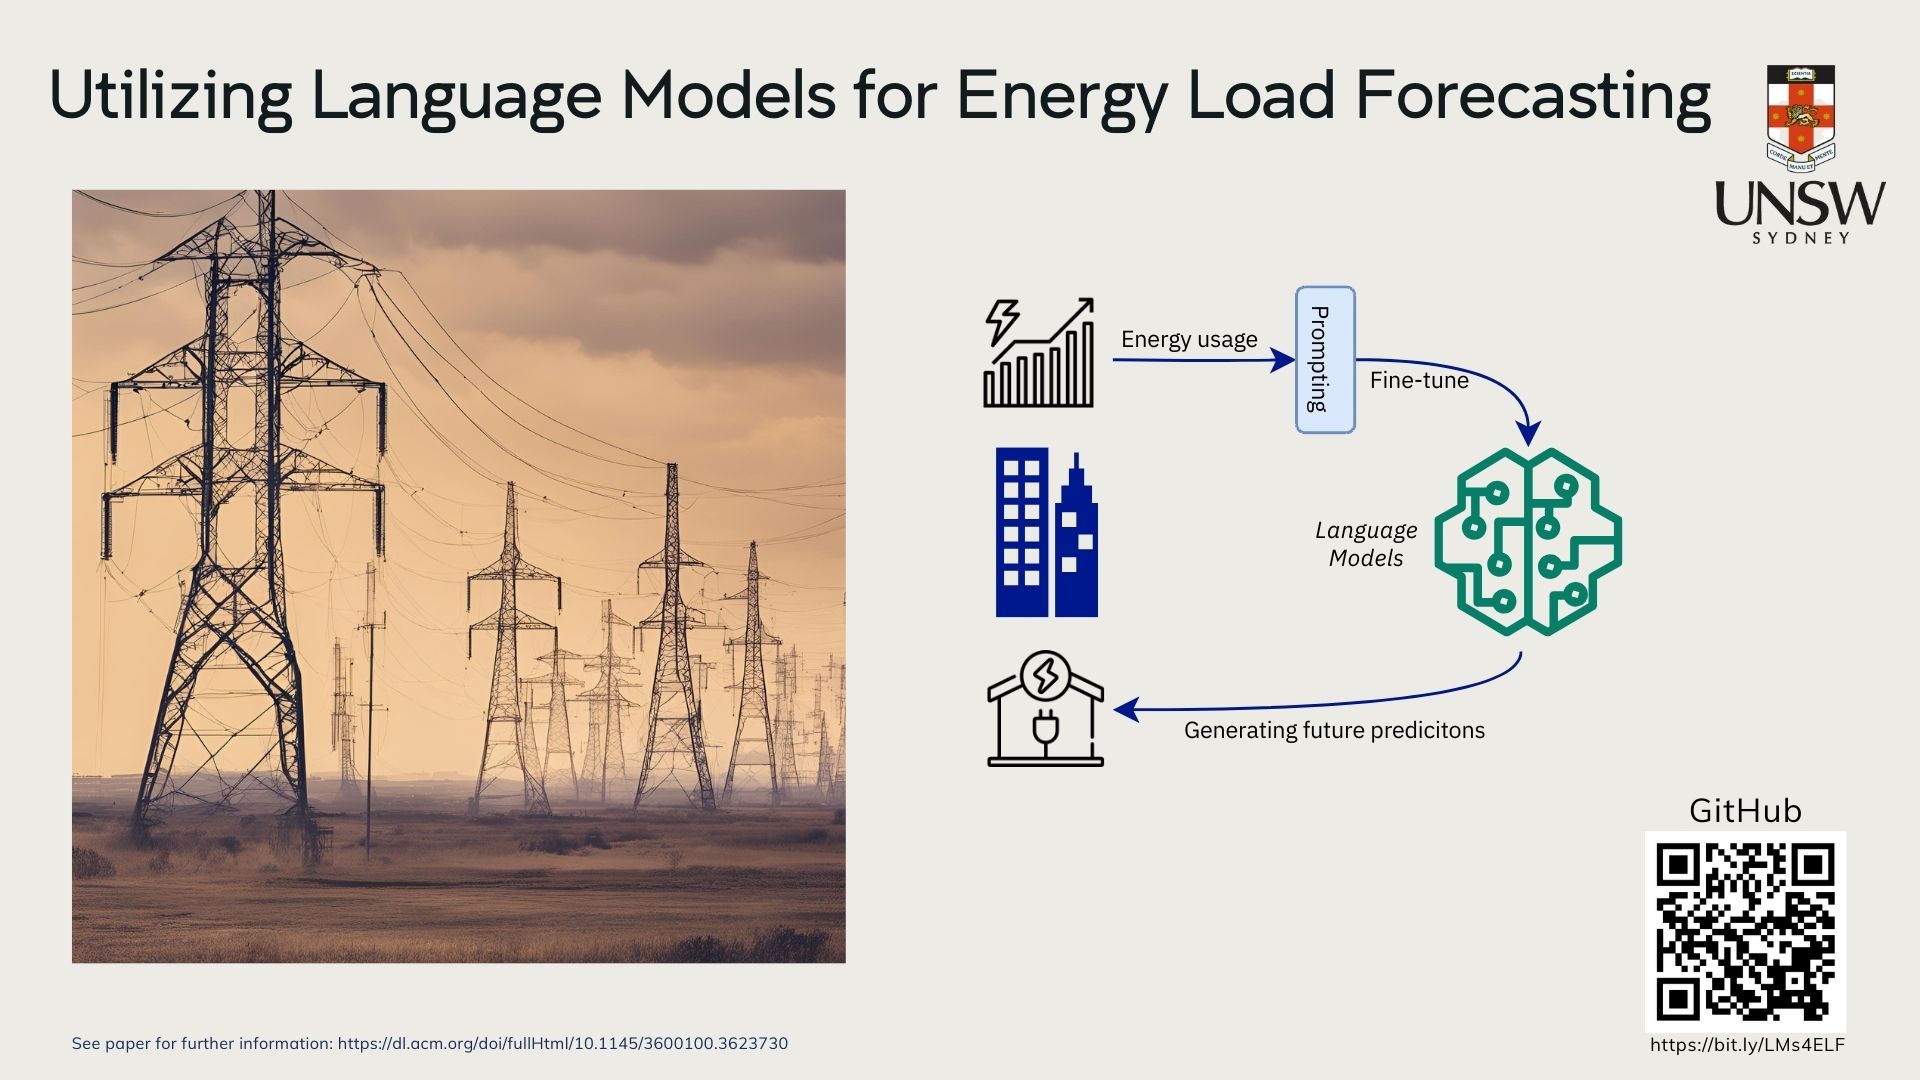 Utilizing Language Models for Energy Load Forecasting
SCIENTIA
CORDE
MANU ET
MENTE
UNSW
SYDNEY
Energy usage
Prompting
Fine-tune
Language
Models
Generating future predicitons
GitHub
See paper for further information: https://dl.acm.org/doi/fullHtml/10.1145/3600100.3623730
https://bit.ly/LMs4ELF